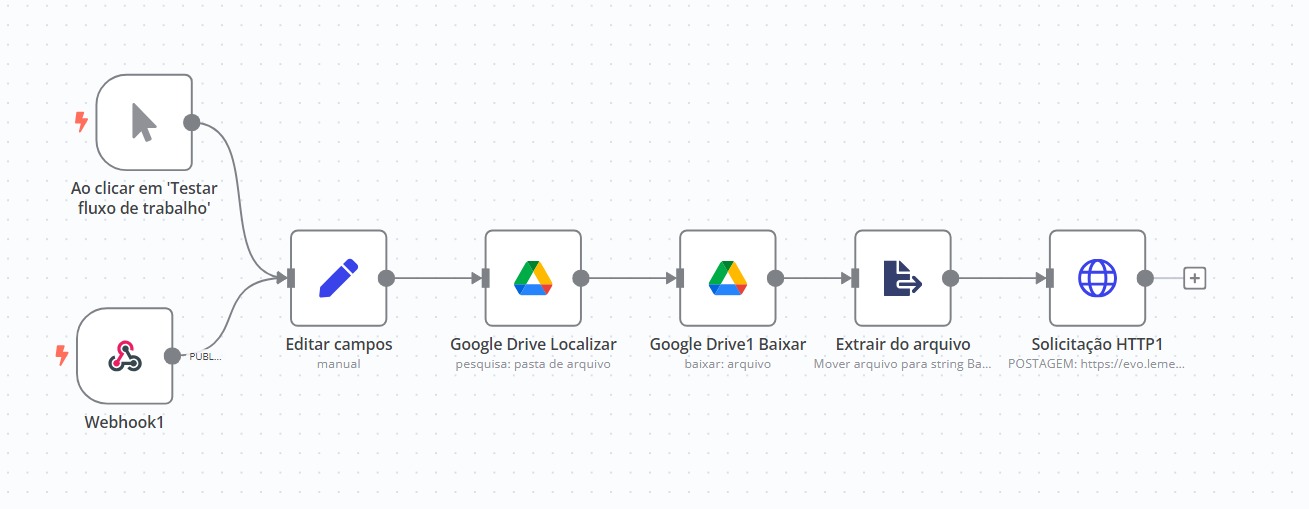 Ao clicar em 'Testar
fluxo de trabalho'
PUBL...
Webhook1
Editar campos
manual
Google Drive Localizar
pesquisa: pasta de arquivo
Google Drive1 Baixar
baixar: arquivo
Extrair do arquivo
Mover arquivo para string Ba...
Solicitação HTTP1
POSTAGEM: https://evo.leme...